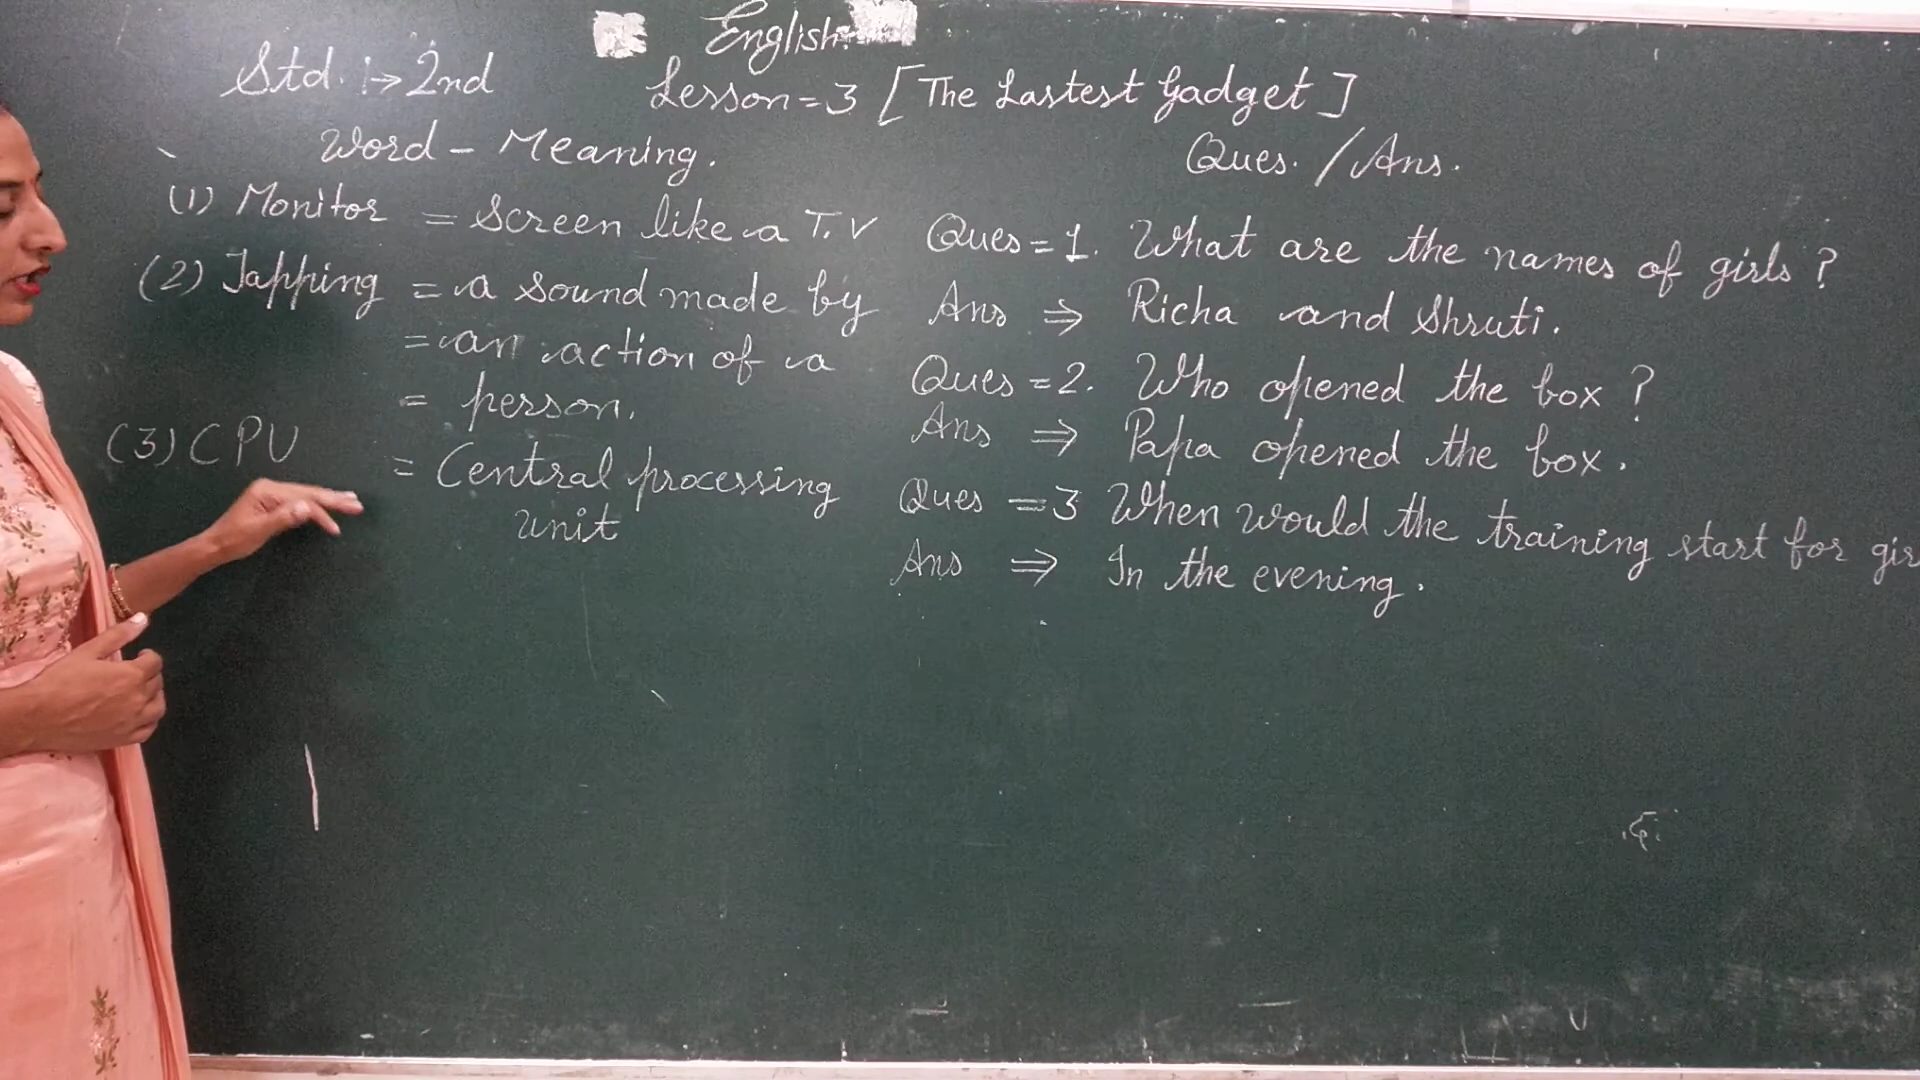 English:-
Std. :→ 2nd
Lesson=3 [The Lastest Gadget]
Word - Meaning.
(1) Monitor = Screen like a T.V
(2) Tapping = a sound made by
= an action of a
= person.
(3) CPU = Central processing
unit
Ques. / Ans.
Ques=1. What are the names of girls?
Ans ⇒ Richa and Shruti.
Ques=2. Who opened the box?
Ans ⇒ Papa opened the box.
Ques=3 When would the training start for
Ans ⇒ In the evening.